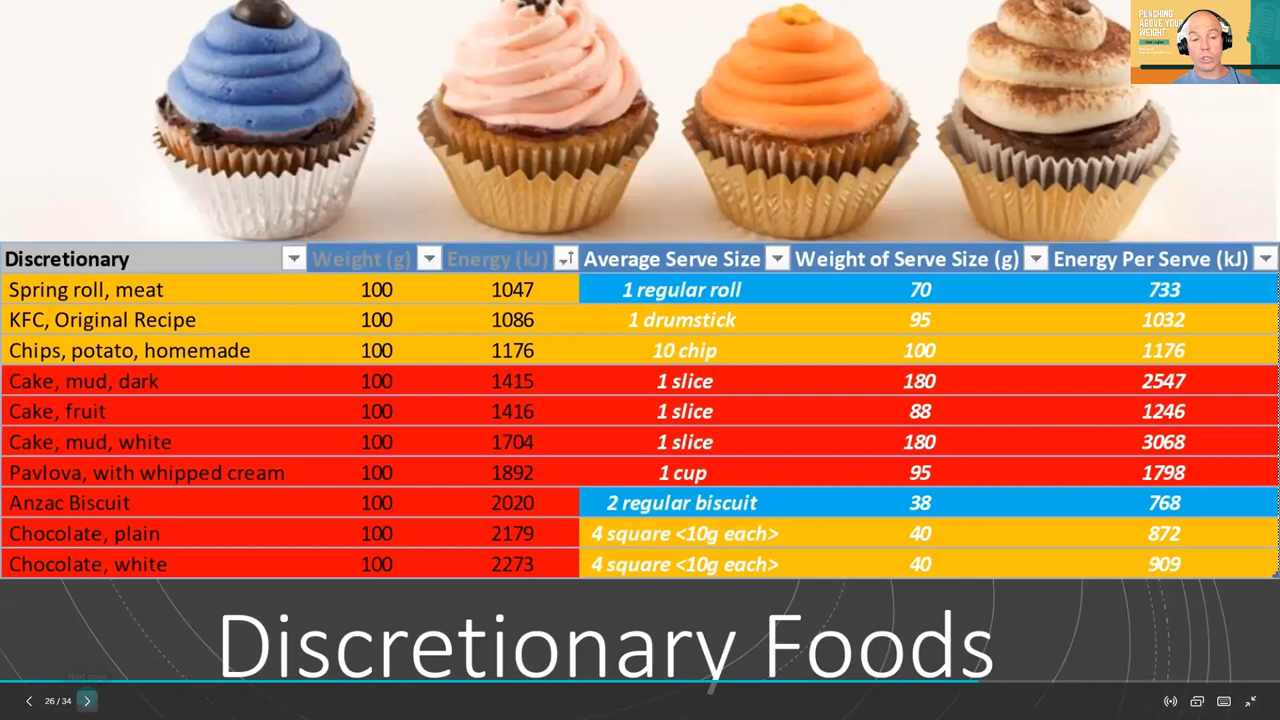 PUNCHING
ABOVE YOUR
WEIGHT
Discretionary Weight (g) Energy (kJ) Average Serve Size Weight of Serve Size (g) Energy Per Serve (kJ)
Spring roll, meat 100 1047 1 regular roll 70 733
KFC, Original Recipe 100 1086 1 drumstick 95 1032
Chips, potato, homemade 100 1176 10 chip 100 1176
Cake, mud, dark 100 1415 1 slice 180 2547
Cake, fruit 100 1416 1 slice 88 1246
Cake, mud, white 100 1704 1 slice 180 3068
Pavlova, with whipped cream 100 1892 1 cup 95 1798
Anzac Biscuit 100 2020 2 regular biscuit 38 768
Chocolate, plain 100 2179 4 square <10g each> 40 872
Chocolate, white 100 2273 4 square <10g each> 40 909
Discretionary Foods
Next page
26 / 34